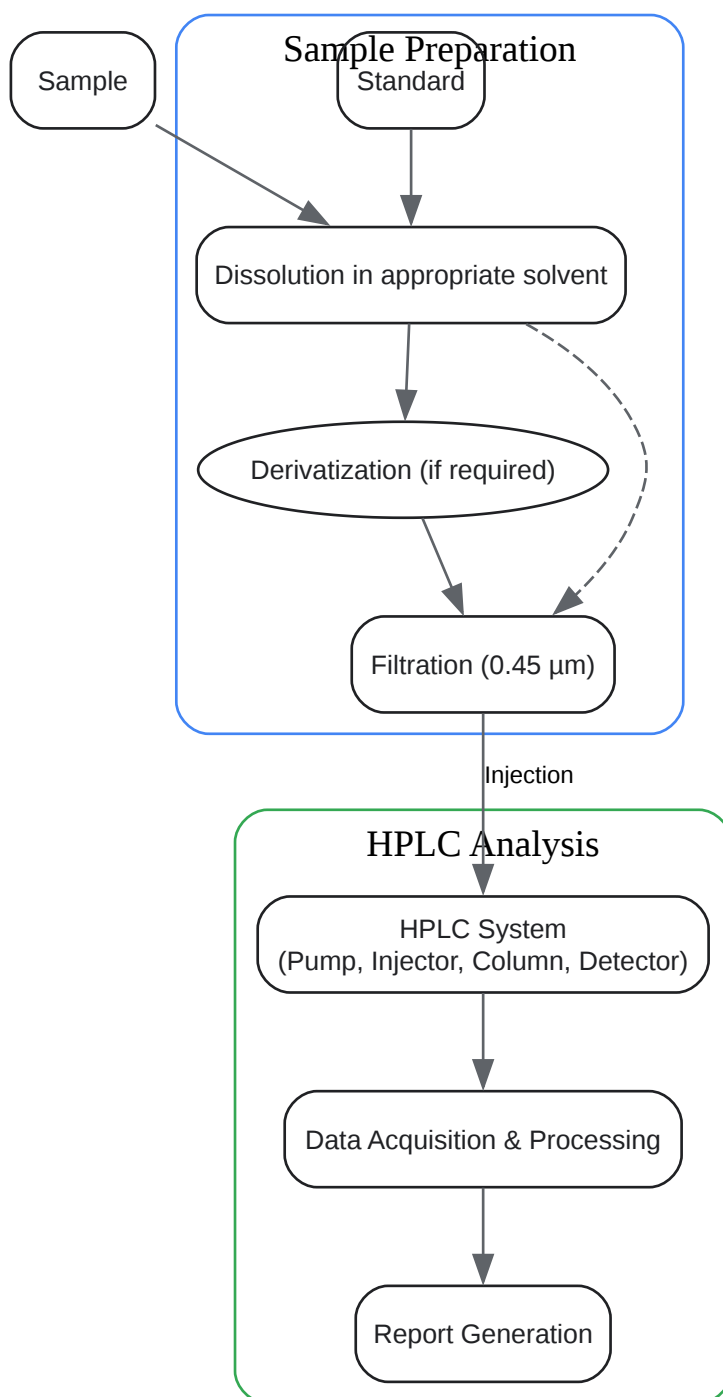 Sample Preparation
Sample
Standard
Dissolution in appropriate solvent
Derivatization (if required)
Filtration (0.45 µm)
Injection
HPLC Analysis
HPLC System
(Pump, Injector, Column, Detector)
Data Acquisition & Processing
Report Generation